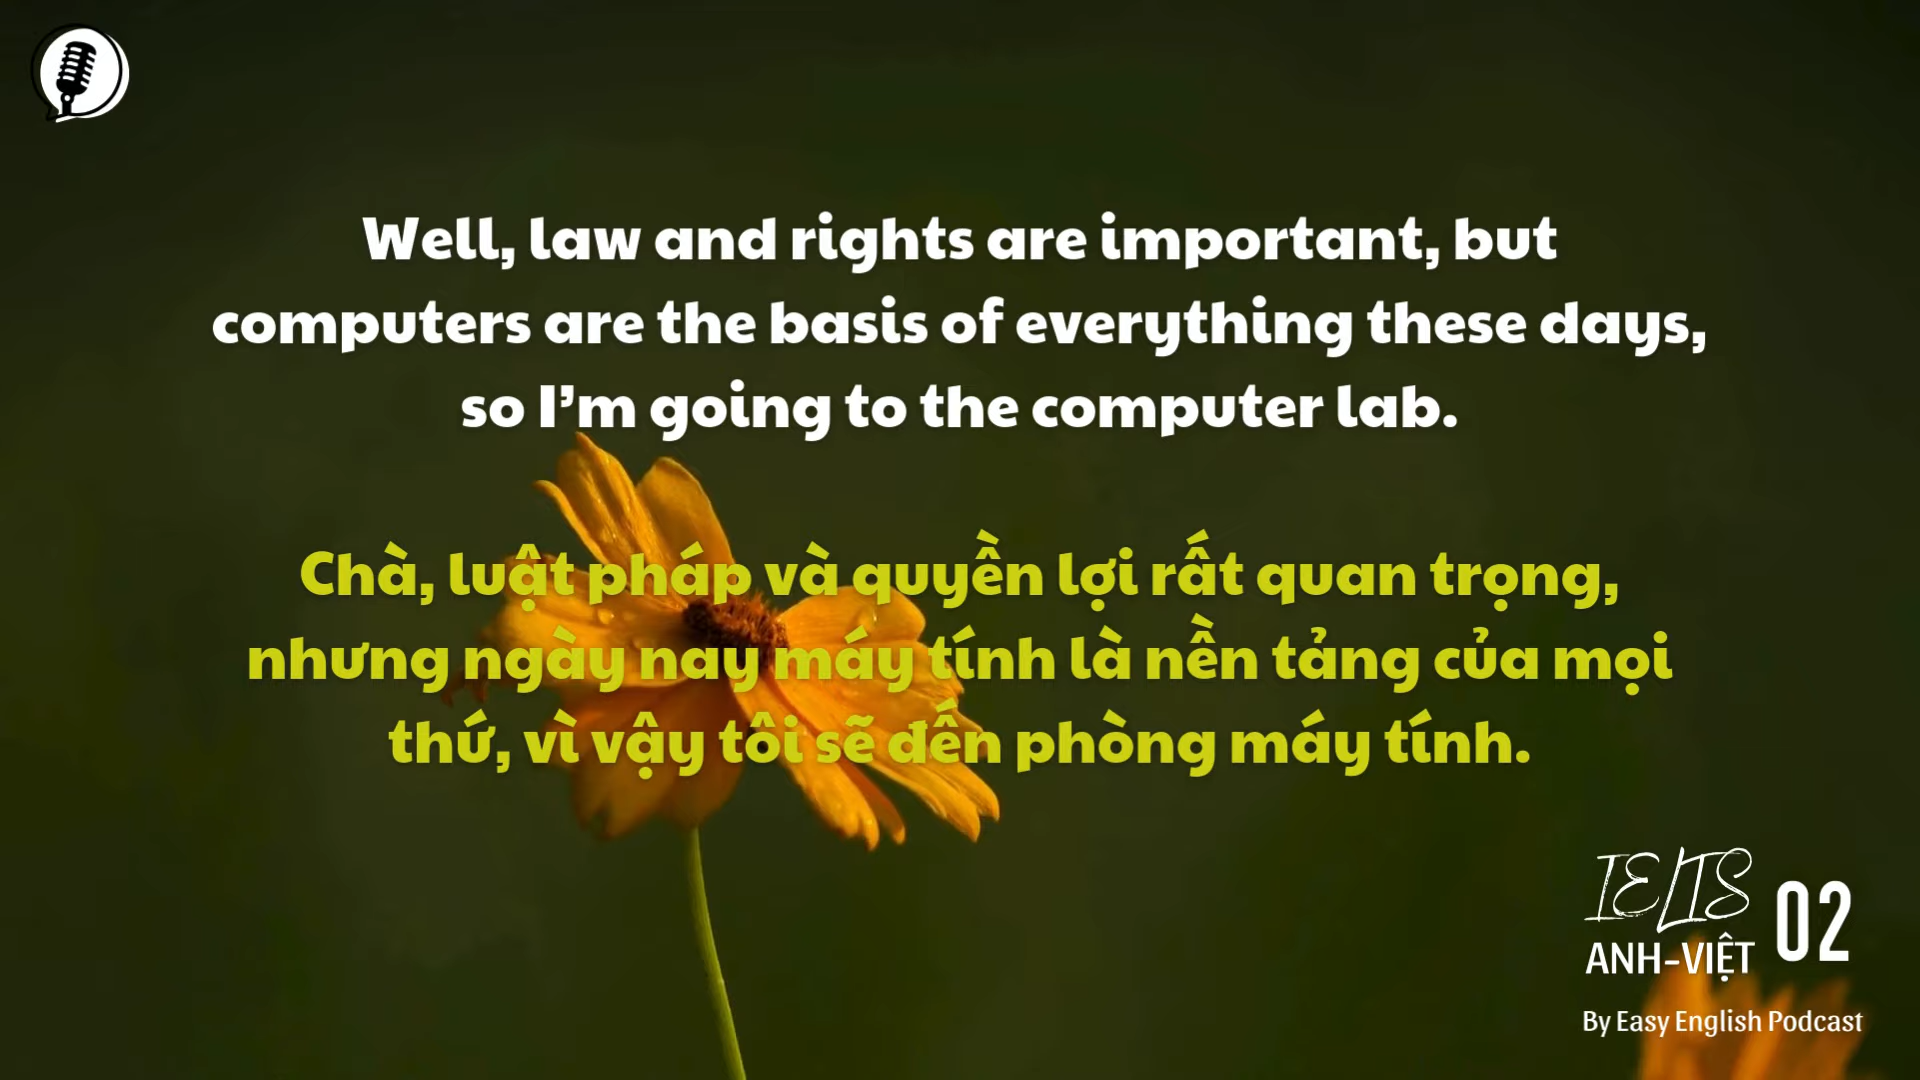 Well, law and rights are important, but
computers are the basis of everything these days,
so I'm going to the computer lab.
Chà, luật pháp và quyền lợi rất quan trọng,
nhưng ngày nay máy tính là nền tảng của mọi
thứ, vì vậy tôi sẽ đến phòng máy tính.
IELTS
ANH-VIỆT 02
By Easy English Podcast